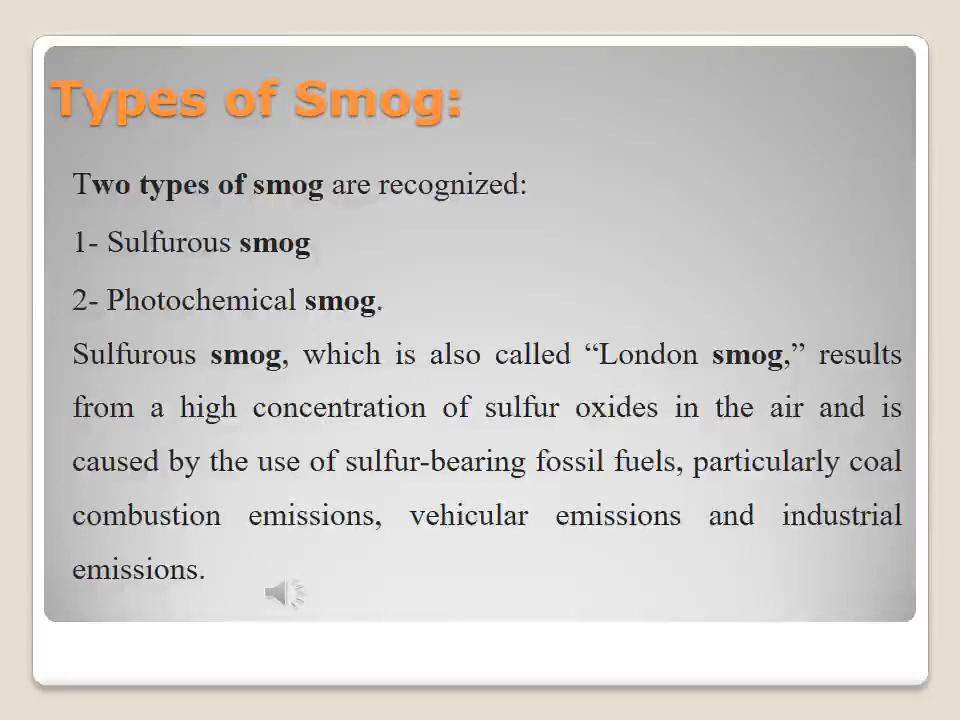 Types of Smog:
Two types of smog are recognized:
1- Sulfurous smog
2- Photochemical smog.
Sulfurous smog, which is also called “London smog,” results
from a high concentration of sulfur oxides in the air and is
caused by the use of sulfur-bearing fossil fuels, particularly coal
combustion emissions, vehicular emissions and industrial
emissions.